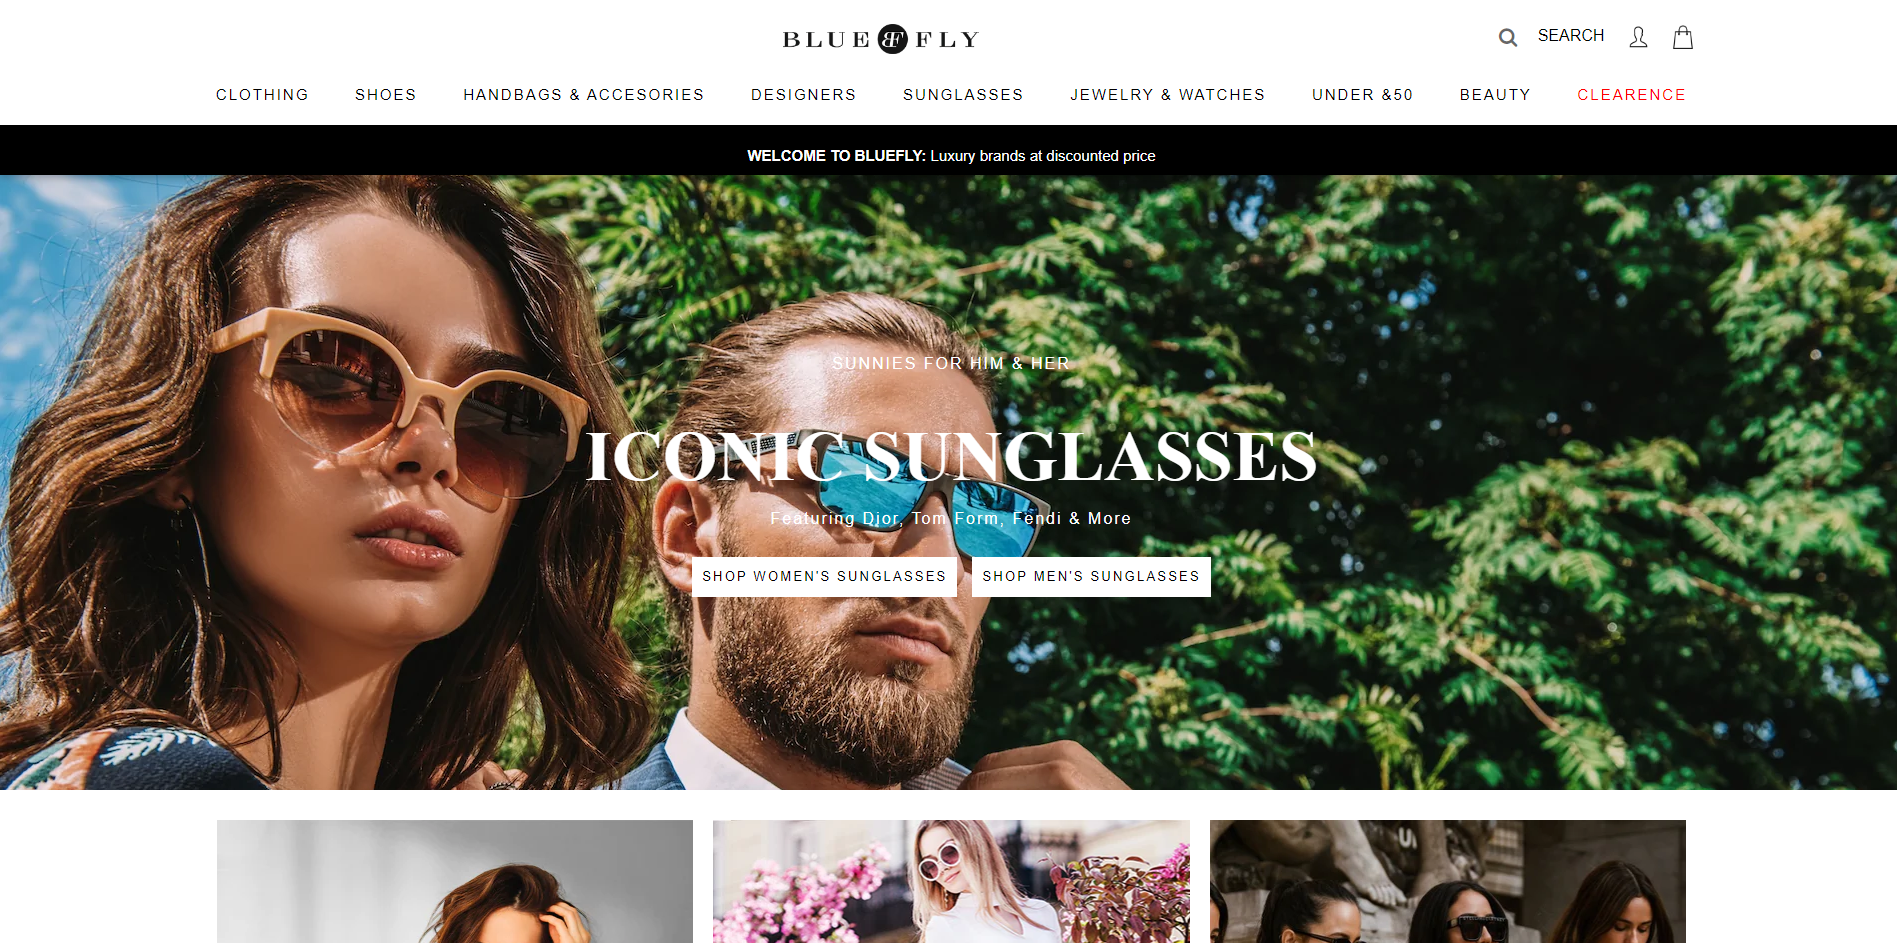 BLUE BF FLY
SEARCH
CLOTHING SHOES HANDBAGS & ACCESORIES DESIGNERS SUNGLASSES JEWELRY & WATCHES UNDER &50 BEAUTY CLEARENCE
WELCOME TO BLUEFLY: Luxury brands at discounted price
SUNNIES FOR HIM & HER
ICONIC SUNGLASSES
Featuring Dior, Tom Form, Fendi & More
SHOP WOMEN'S SUNGLASSES SHOP MEN'S SUNGLASSES